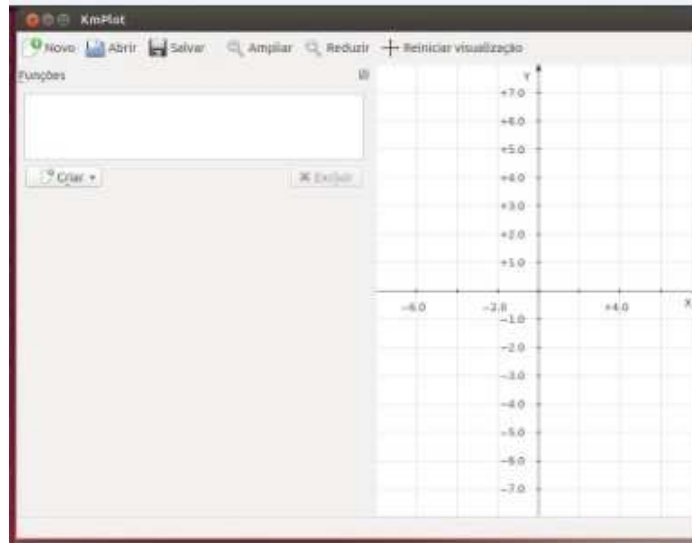 KmPlot
Novo Abrir Salvar Ampliar Reduzir Reiniciar visualização
Funções
Criar Excluir
Y
+7.0
+6.0
+5.0
+4.0
+3.0
+2.0
+1.0
-6.0 -2.0 +4.0 X
-1.0
-2.0
-3.0
-4.0
-5.0
-6.0
-7.0